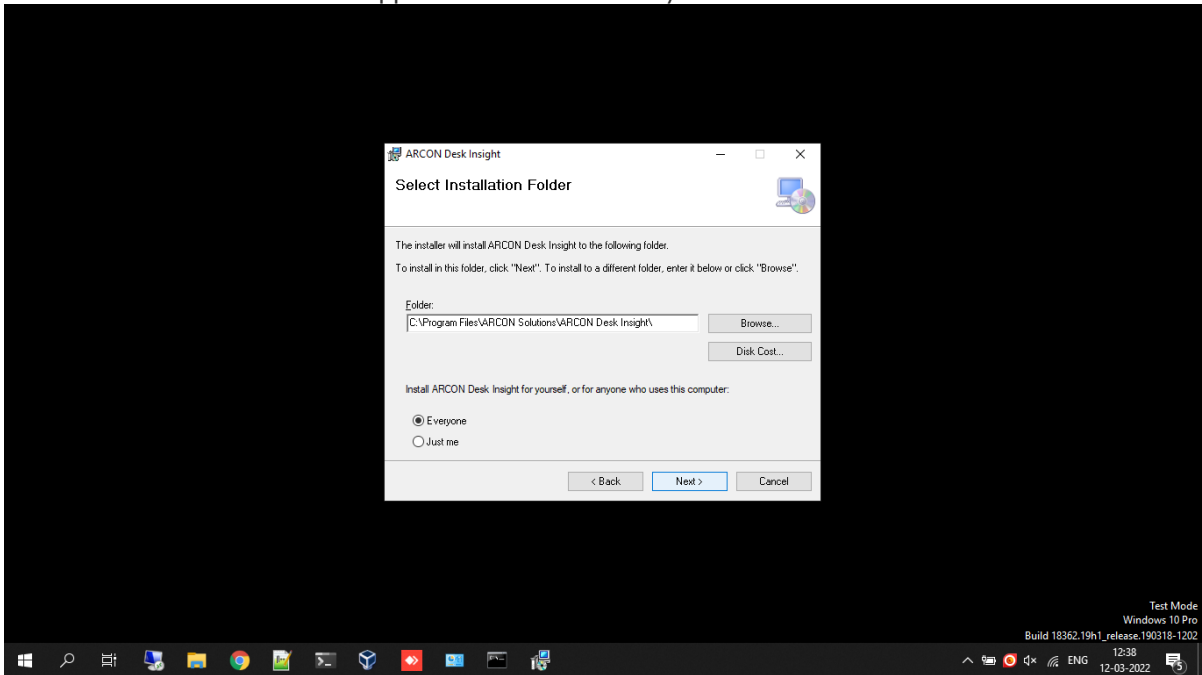 ARCON Desk Insight
Select Installation Folder
The installer will install ARCON Desk Insight to the following folder.
To install in this folder, click "Next". To install to a different folder, enter it below or click "Browse".
Folder:
C:\Program Files\ARCON Solutions\ARCON Desk Insight\
Browse...
Disk Cost...
Install ARCON Desk Insight for yourself, or for anyone who uses this computer:
Everyone
Just me
< Back
Next >
Cancel
Test Mode
Windows 10 Pro
Build 18362.19h1_release.190318-1202
ENG
12:38
12-03-2022
5